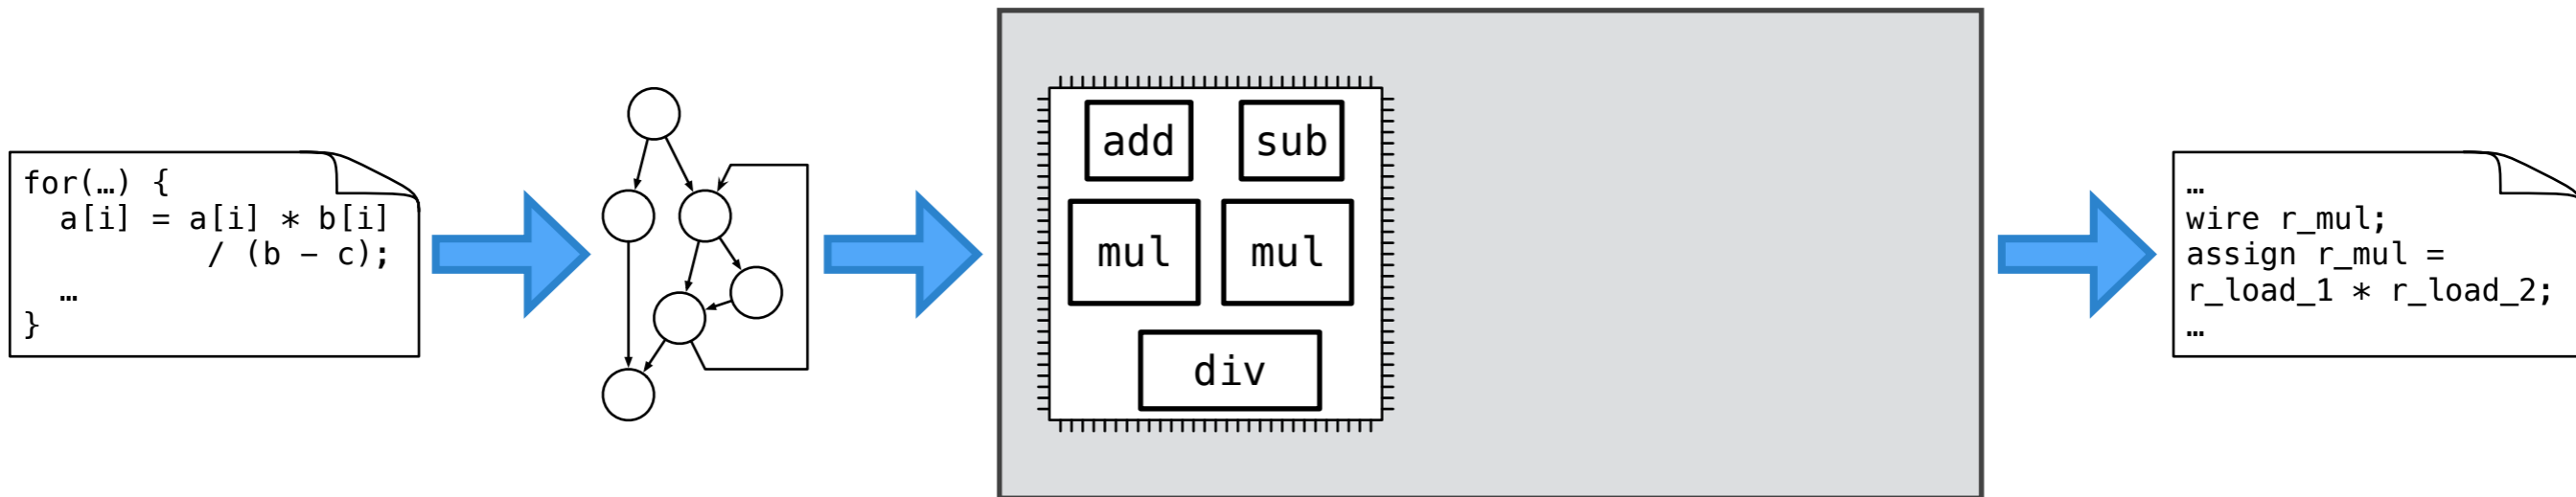 for(…) {
  a[i] = a[i] * b[i]
          / (b − c);
  …
}
add
sub
mul
mul
div
…
wire r_mul;
assign r_mul =
r_load_1 * r_load_2;
…